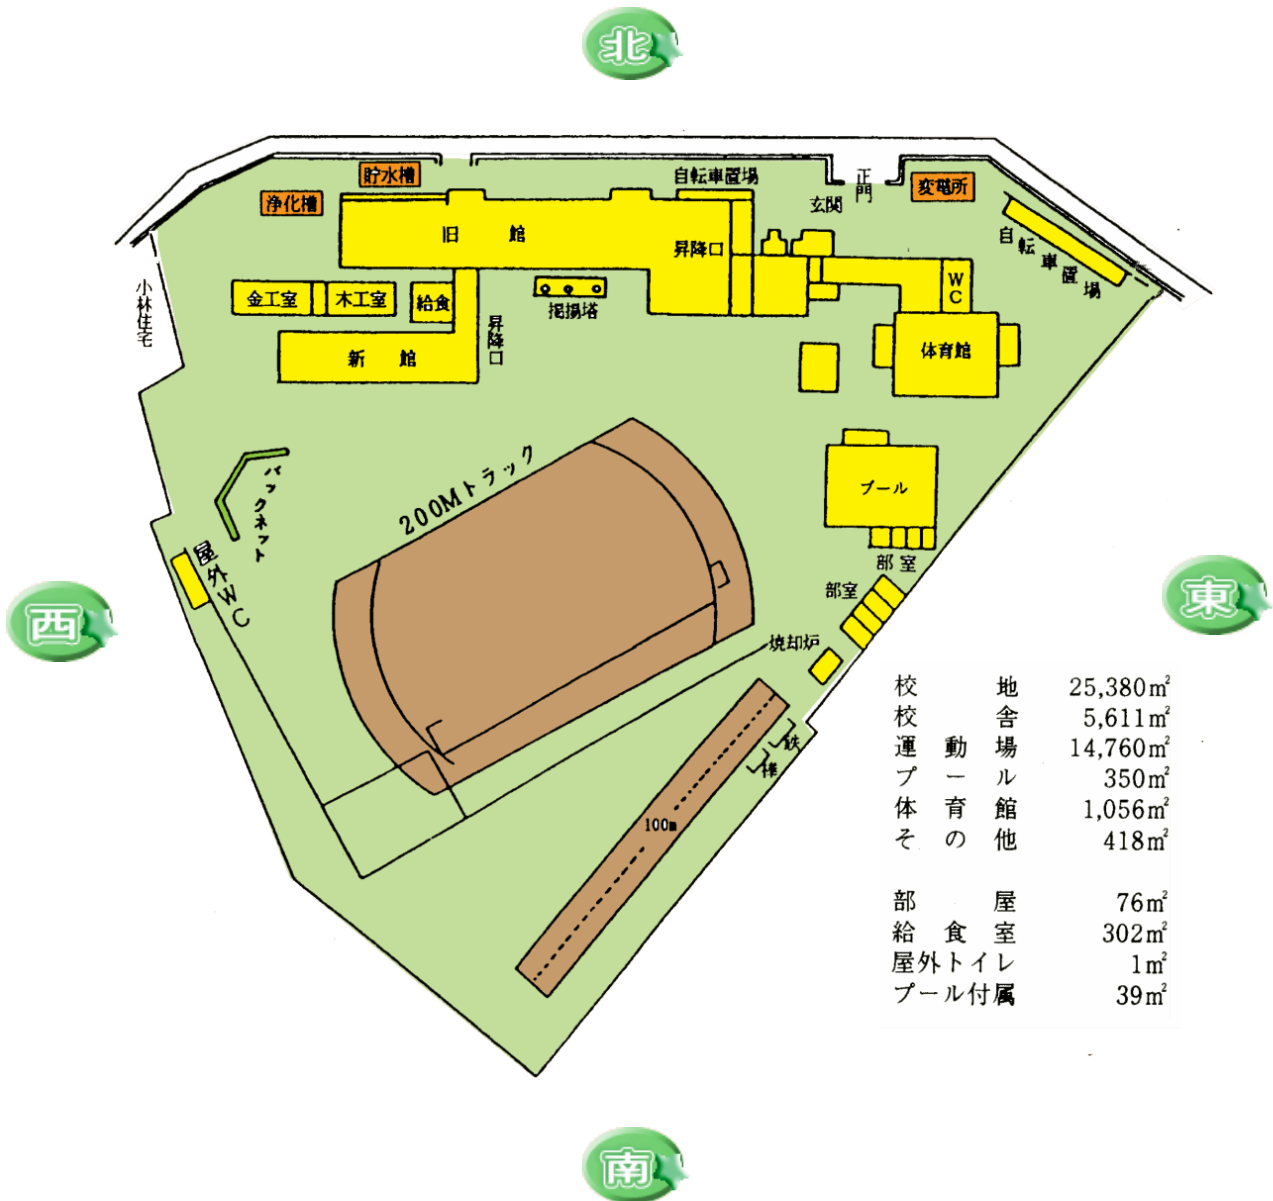 北
貯水槽
自転車置場
正門
変電所
浄化槽
玄関
旧 館
昇降口
自転車置場
WC
小林住宅
金工室
木工室
給食
掲揚塔
昇降口
新 館
体育館
200Mトラック
バックネット
プール
屋外WC
部室
部室
西
東
焼却炉
校 地 25,380㎡
校 舎 5,611㎡
運 動 場 14,760㎡
プ ー ル 350㎡
体 育 館 1,056㎡
そ の 他 418㎡
鉄
棒
100m
部 屋 76㎡
給 食 室 302㎡
屋外トイレ 1㎡
プール付属 39㎡
南